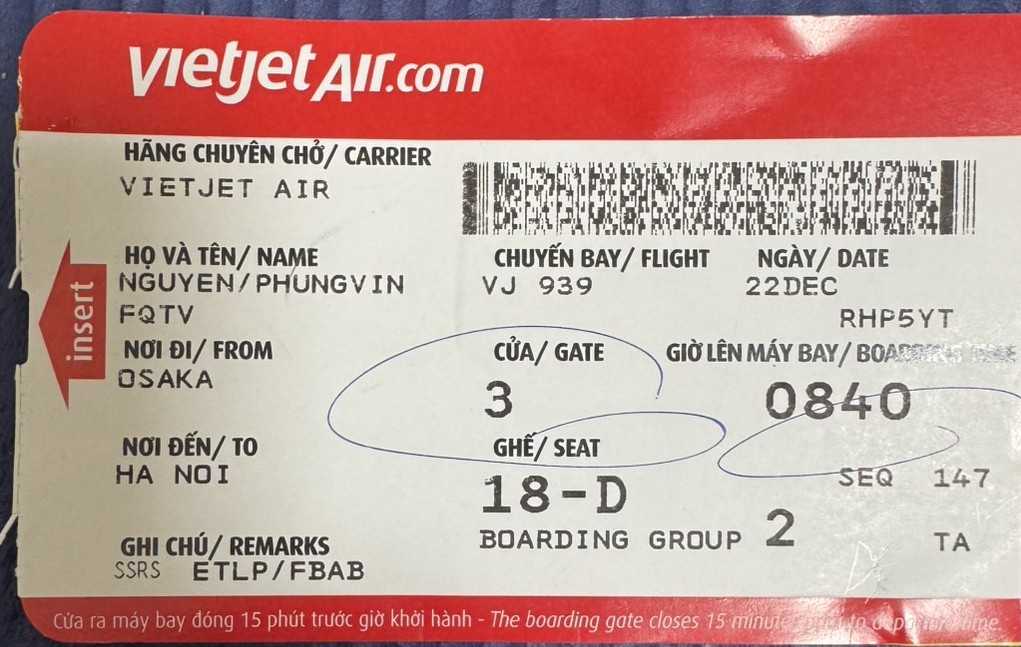 vietjetAir.com
HÃNG CHUYÊN CHỞ/ CARRIER
VIETJET AIR
HỌ VÀ TÊN/ NAME
NGUYEN/PHUNGVIN
FQTV
CHUYẾN BAY/ FLIGHT
VJ 939
NGÀY/ DATE
22DEC
RHP5YT
insert
NƠI ĐI/ FROM
OSAKA
CỬA/ GATE
3
GIỜ LÊN MÁY BAY/
0840
NƠI ĐẾN/ TO
HA NOI
GHẾ/ SEAT
18-D
SEQ 147
BOARDING GROUP 2
TA
GHI CHÚ/ REMARKS
SSRS ETLP/FBAB
Cửa ra máy bay đóng 15 phút trước giờ khởi hành - The boarding gate closes 15 to time.